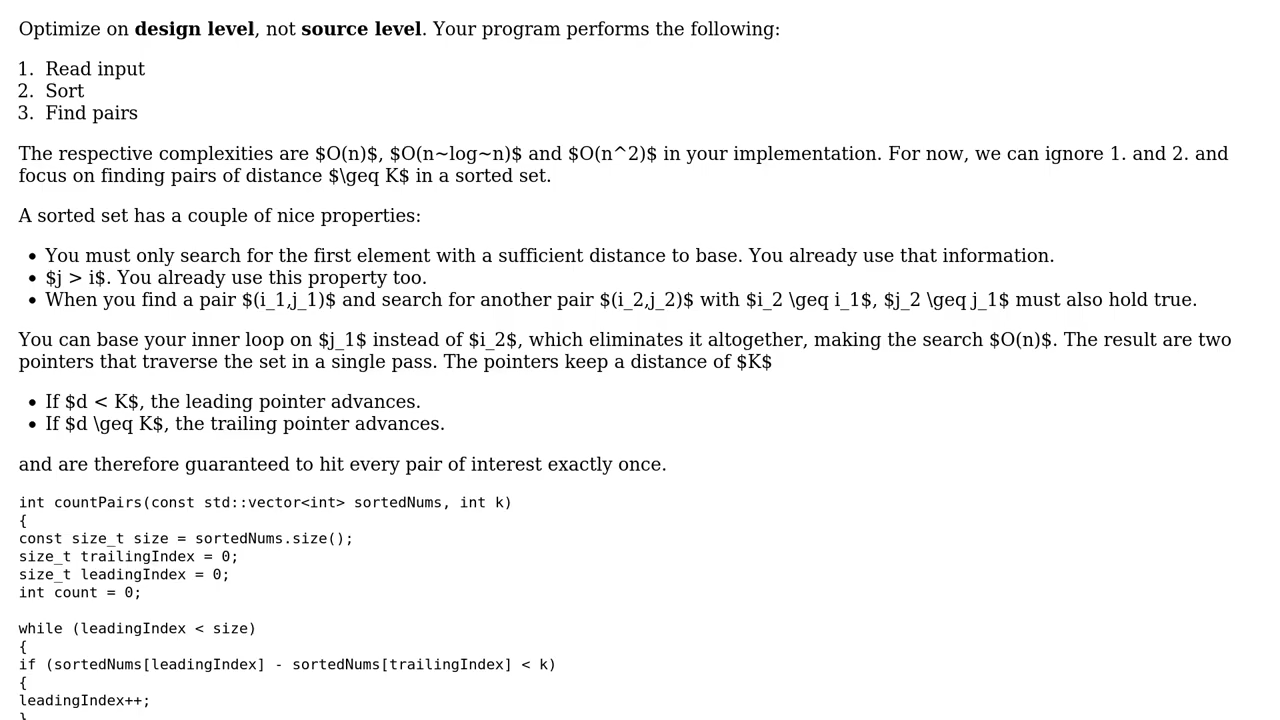 Optimize on design level, not source level. Your program performs the following:
1. Read input
2. Sort
3. Find pairs
The respective complexities are $O(n)$, $O(n~log~n)$ and $O(n^2)$ in your implementation. For now, we can ignore 1. and 2. and
focus on finding pairs of distance $\geq K$ in a sorted set.
A sorted set has a couple of nice properties:
• You must only search for the first element with a sufficient distance to base. You already use that information.
• $j > i$. You already use this property too.
• When you find a pair $(i_1,j_1)$ and search for another pair $(i_2,j_2)$ with $i_2 \geq i_1$, $j_2 \geq j_1$ must also hold true.
You can base your inner loop on $j_1$ instead of $i_2$, which eliminates it altogether, making the search $O(n)$. The result are two
pointers that traverse the set in a single pass. The pointers keep a distance of $K$
• If $d < K$, the leading pointer advances.
• If $d \geq K$, the trailing pointer advances.
and are therefore guaranteed to hit every pair of interest exactly once.
int countPairs(const std::vector<int> sortedNums, int k)
{
const size_t size = sortedNums.size();
size_t trailingIndex = 0;
size_t leadingIndex = 0;
int count = 0;
while (leadingIndex < size)
{
if (sortedNums[leadingIndex] - sortedNums[trailingIndex] < k)
{
leadingIndex++;
}